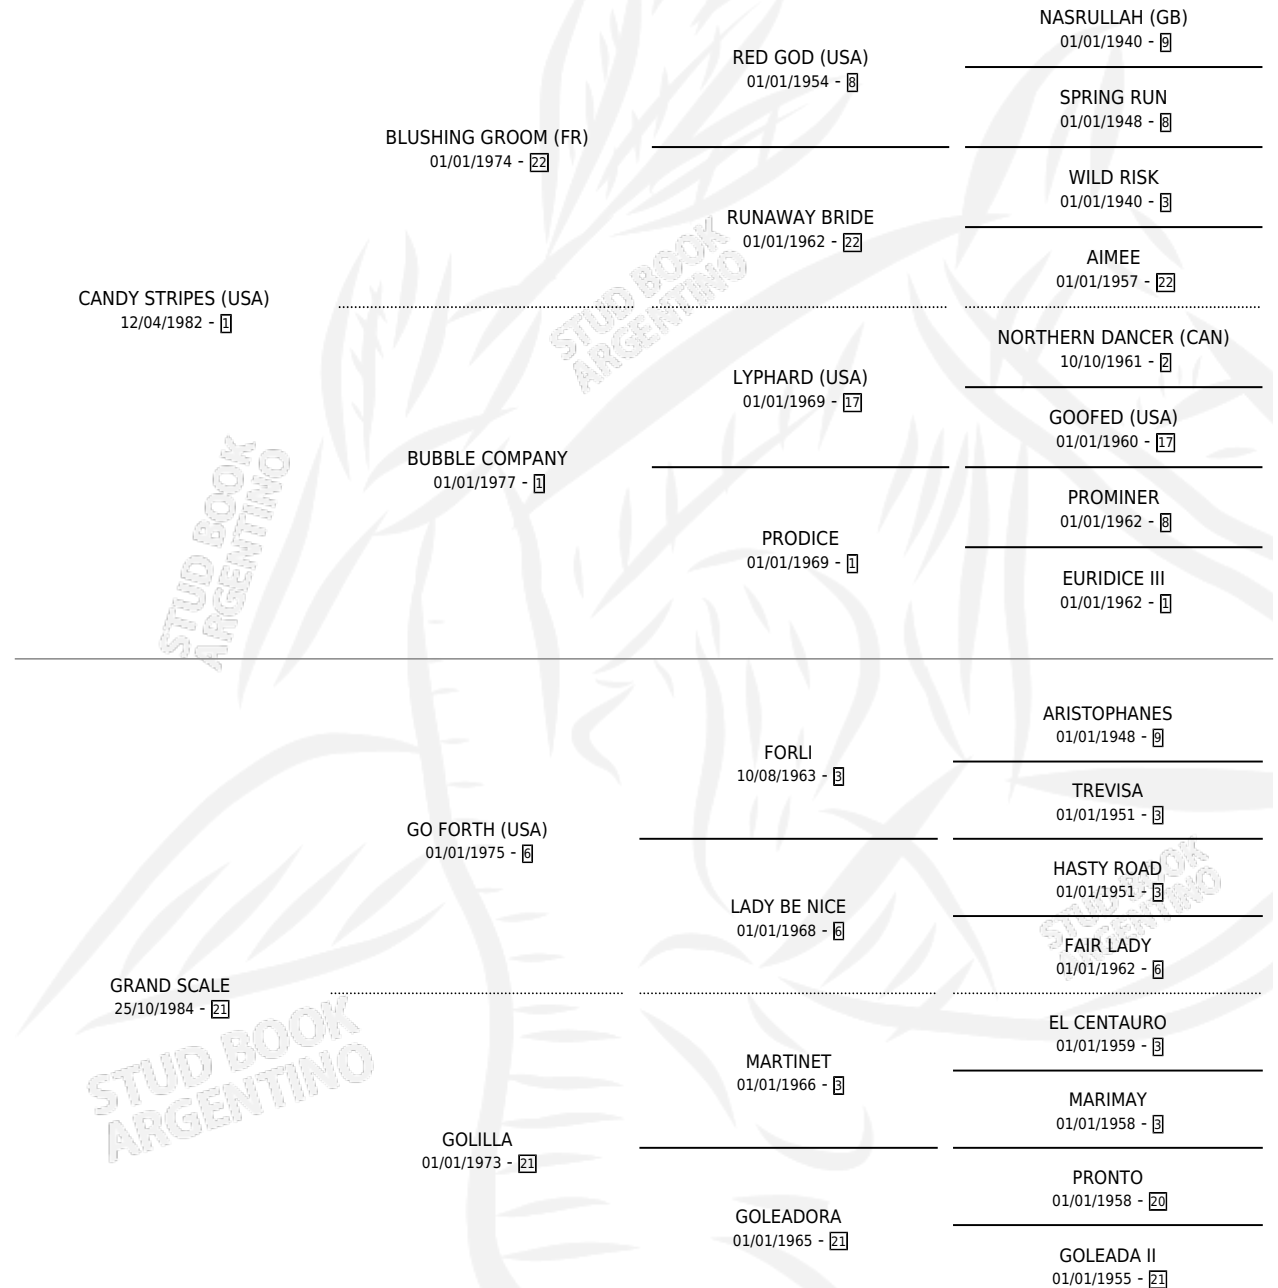 NASRULLAH (GB)
01/01/1940 - 9
RED GOD (USA)
01/01/1954 - 8
SPRING RUN
01/01/1948 - 8
BLUSHING GROOM (FR)
01/01/1974 - 22
WILD RISK
01/01/1940 - 3
RUNAWAY BRIDE
01/01/1962 - 22
AIMEE
01/01/1957 - 22
CANDY STRIPES (USA)
12/04/1982 - 1
NORTHERN DANCER (CAN)
10/10/1961 - 2
LYPHARD (USA)
01/01/1969 - 17
GOOFED (USA)
01/01/1960 - 17
BUBBLE COMPANY
01/01/1977 - 1
PROMINER
01/01/1962 - 8
PRODICE
01/01/1969 - 1
EURIDICE III
01/01/1962 - 1
ARISTOPHANES
01/01/1948 - 9
FORLI
10/08/1963 - 3
TREVISA
01/01/1951 - 3
GO FORTH (USA)
01/01/1975 - 6
HASTY ROAD
01/01/1951 - 3
LADY BE NICE
01/01/1968 - 6
FAIR LADY
01/01/1962 - 6
GRAND SCALE
25/10/1984 - 21
EL CENTAURO
01/01/1959 - 3
MARTINET
01/01/1966 - 3
MARIMAY
01/01/1958 - 3
GOLILLA
01/01/1973 - 21
PRONTO
01/01/1958 - 20
GOLEADORA
01/01/1965 - 21
GOLEADA II
01/01/1955 - 21
STUD BOOK
ARGENTINO
STUD BOOK
ARGENTINO
STUD BOOK
ARGENTINO
STUD BOOK
ARGENTINO